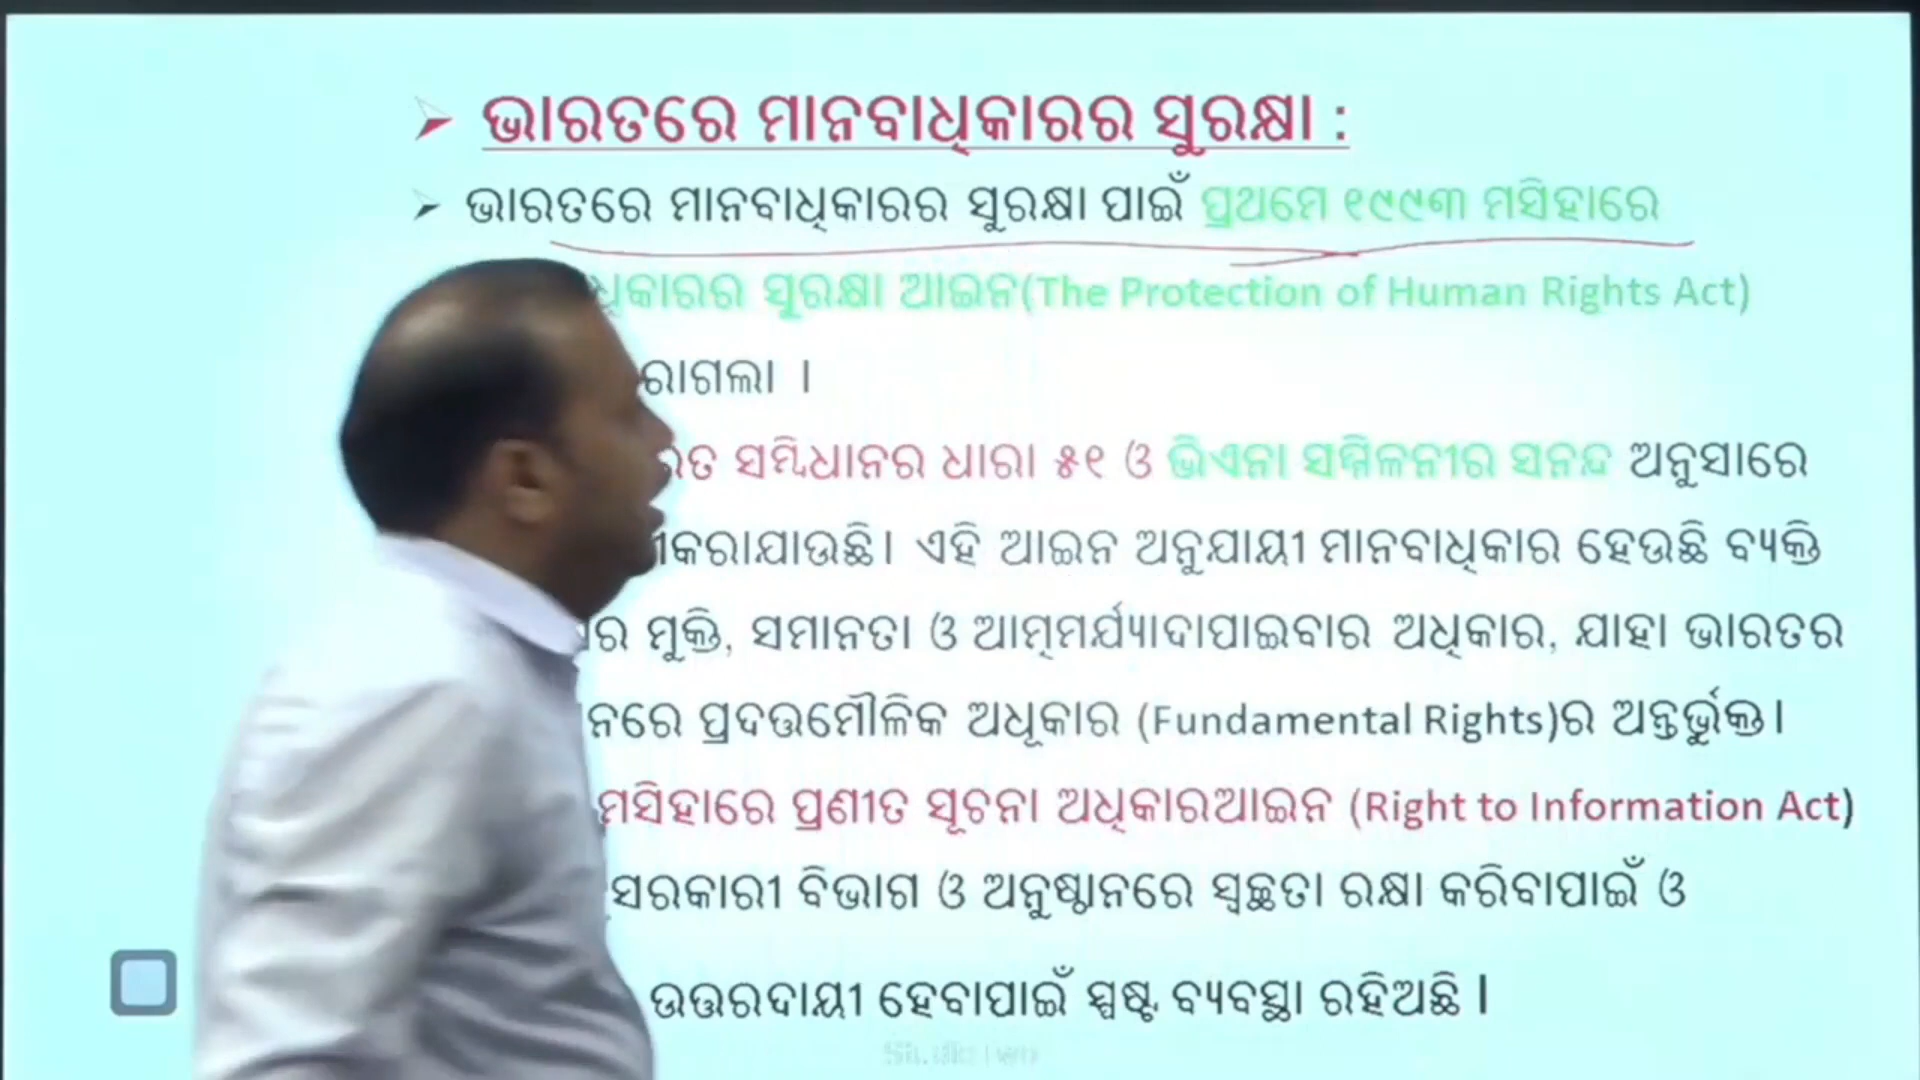 ଭାରତରେ ମାନବାଧିକାରର ସୁରକ୍ଷା :
ଭାରତରେ ମାନବାଧିକାରର ସୁରକ୍ଷା ପାଇଁ ପ୍ରଥମେ ୧୯୯୩ ମସିହାରେ
ଧିକାରର ସୁରକ୍ଷା ଆଇନ(The Protection of Human Rights Act)
ରାଗଲା ।
ରତ ସମ୍ବିଧାନର ଧାରା ୫୧ ଓ ଭିଏନା ସମ୍ମିଳନୀର ସନନ୍ଦ ଅନୁସାରେ
କରାଯାଉଛି। ଏହି ଆଇନ ଅନୁଯାୟୀ ମାନବାଧିକାର ହେଉଛି ବ୍ୟକ୍ତି
ର ମୁକ୍ତି, ସମାନତା ଓ ଆତ୍ମମର୍ଯ୍ୟାଦାପାଇବାର ଅଧିକାର, ଯାହା ଭାରତର
ନରେ ପ୍ରଦତ୍ତମୌଳିକ ଅଧିକାର (Fundamental Rights)ର ଅନ୍ତର୍ଭୁକ୍ତ।
ମସିହାରେ ପ୍ରଣୀତ ସୂଚନା ଅଧିକାରଆଇନ (Right to Information Act)
ସରକାରୀ ବିଭାଗ ଓ ଅନୁଷ୍ଠାନରେ ସ୍ୱଚ୍ଛତା ରକ୍ଷା କରିବାପାଇଁ ଓ
ଉତ୍ତରଦାୟୀ ହେବାପାଇଁ ସ୍ପଷ୍ଟ ବ୍ୟବସ୍ଥା ରହିଅଛି ।